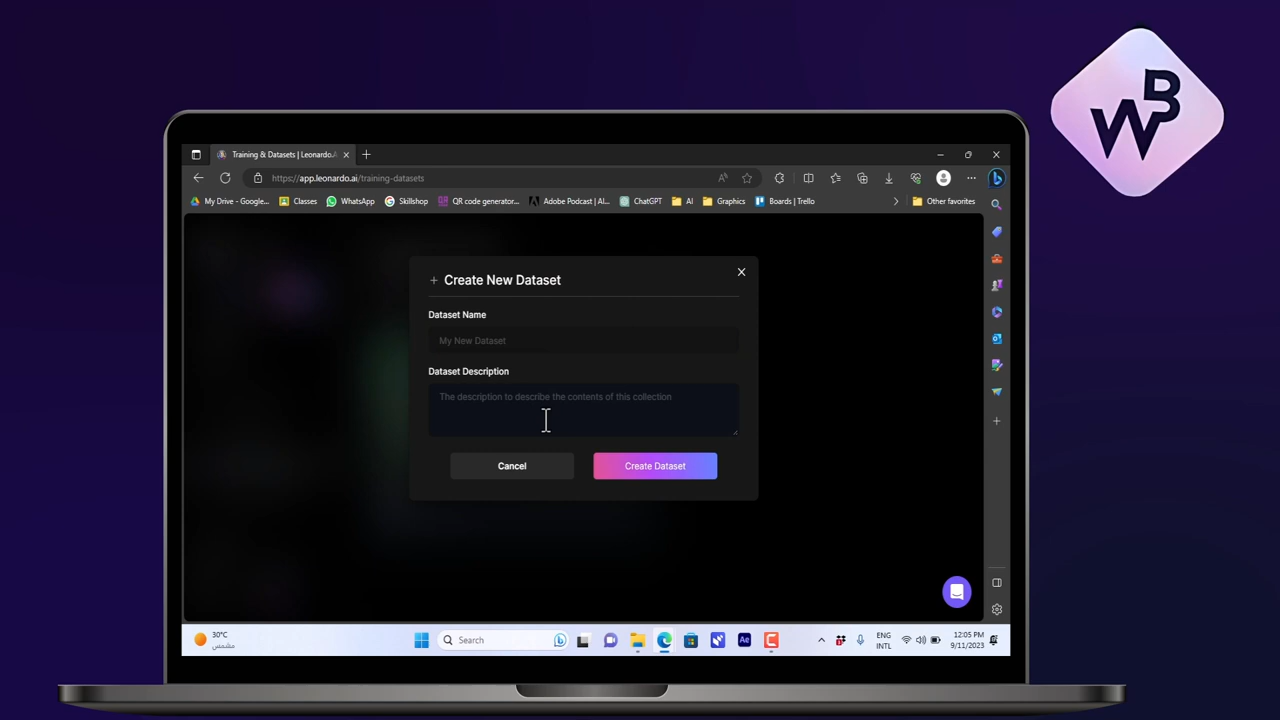 WB
Training & Datasets | Leonardo.A
https://app.leonardo.ai/training-datasets
My Drive - Google...
Classes
WhatsApp
Skillshop
QR code generator...
Adobe Podcast | AI...
ChatGPT
AI
Graphics
Boards | Trello
Other favorites
+ Create New Dataset
Dataset Name
My New Dataset
Dataset Description
The description to describe the contents of this collection
Cancel
Create Dataset
30°C
مشمس
Search
Ae
ENG
INTL
12:05 PM
9/11/2023